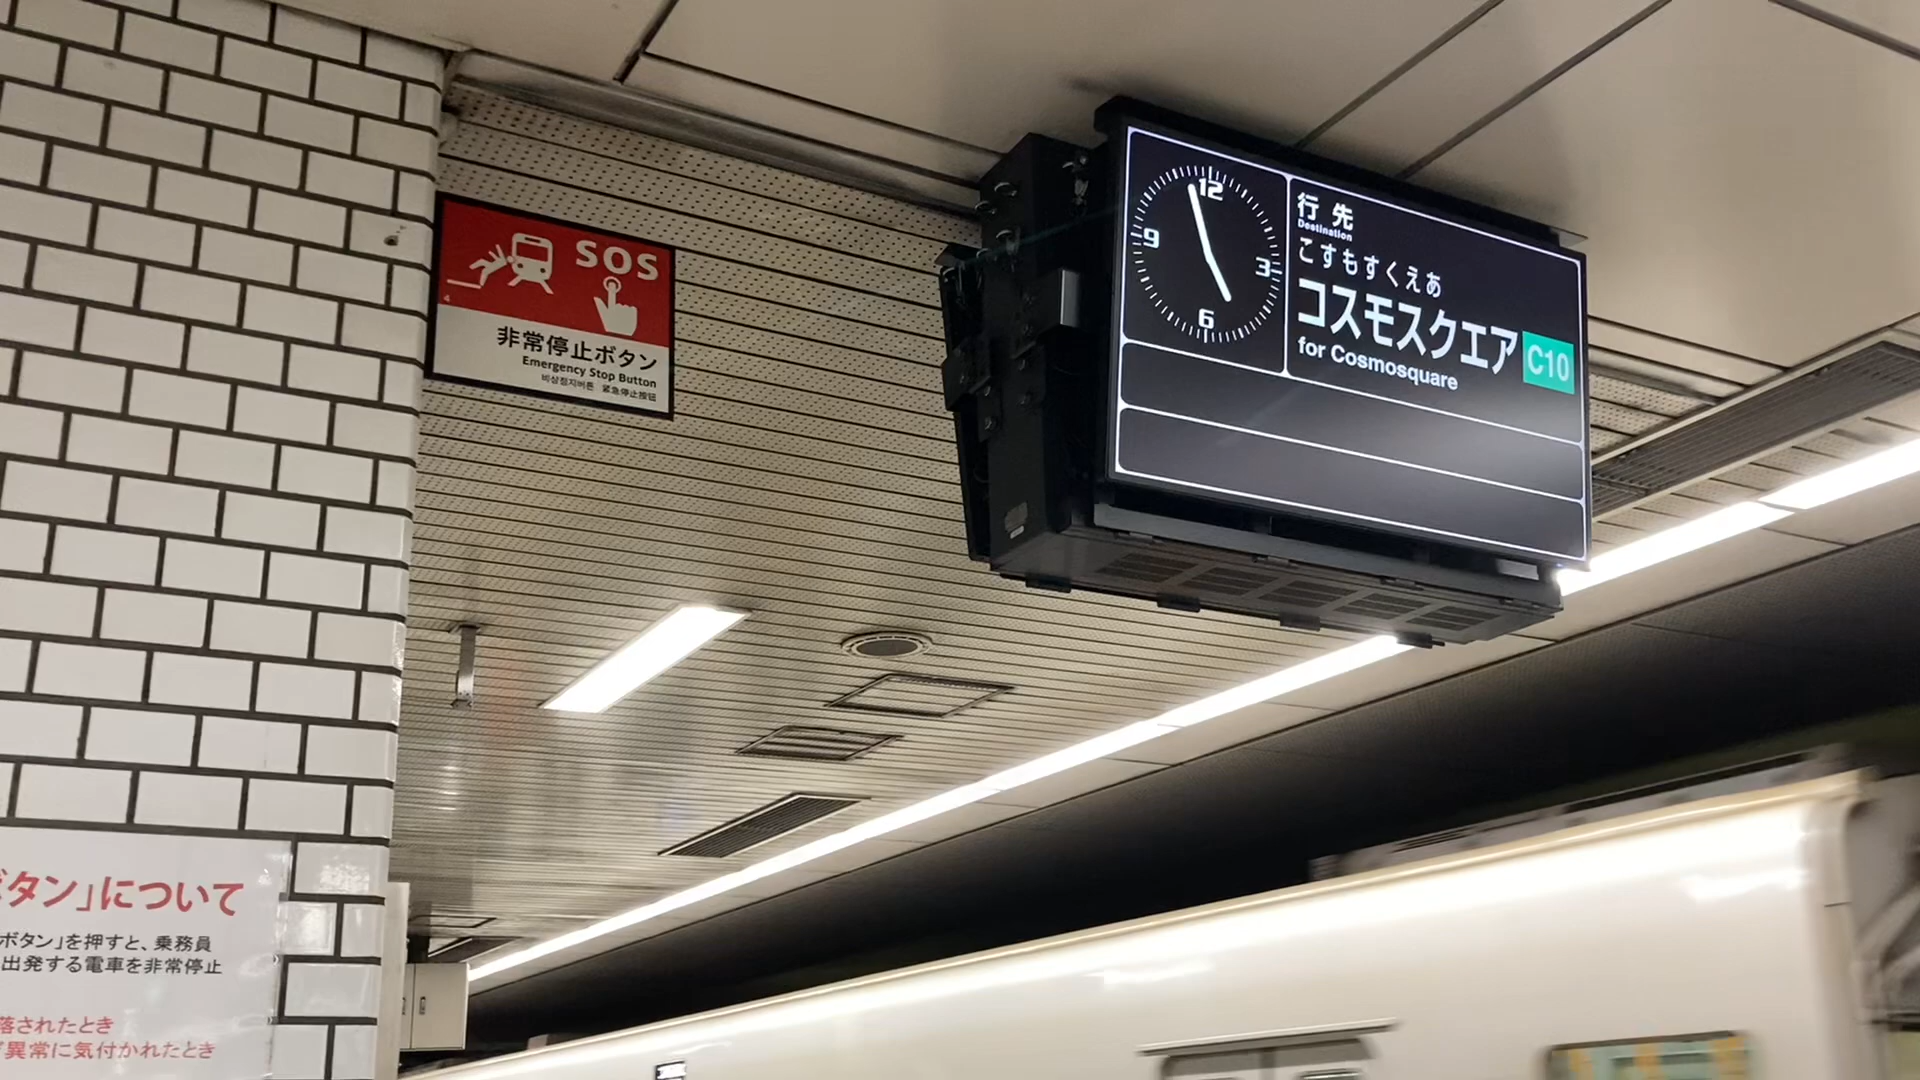 SOS
4
非常停止ボタン
Emergency Stop Button
비상정지버튼 紧急停止按钮
12
9
3
6
行先
Destination
こすもすくえあ
コスモスクエア C10
for Cosmosquare
タン」について
ボタン」を押すと、乗務員
出発する電車を非常停止
落されたとき
異常に気付かれたとき